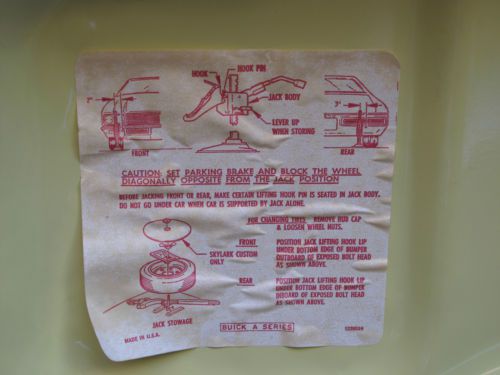 HOOK
HOOK PIN
2"
JACK BODY
3"
LEVER UP
WHEN STORING
FRONT
REAR
CAUTION: SET PARKING BRAKE AND BLOCK THE WHEEL
DIAGONALLY OPPOSITE FROM THE JACK POSITION
BEFORE JACKING FRONT OR REAR, MAKE CERTAIN LIFTING HOOK PIN IS SEATED IN JACK BODY.
DO NOT GO UNDER CAR WHEN CAR IS SUPPORTED BY JACK ALONE.
FOR CHANGING TIRES REMOVE HUB CAP
& LOOSEN WHEEL NUTS.
SKYLARK CUSTOM
ONLY
FRONT
POSITION JACK LIFTING HOOK LIP
UNDER BOTTOM EDGE OF BUMPER
OUTBOARD OF EXPOSED BOLT HEAD
AS SHOWN ABOVE.
REAR
POSITION JACK LIFTING HOOK LIP
UNDER BOTTOM EDGE OF BUMPER
INBOARD OF EXPOSED BOLT HEAD
AS SHOWN ABOVE.
JACK STOWAGE
MADE IN U.S.A.
BUICK A SERIES